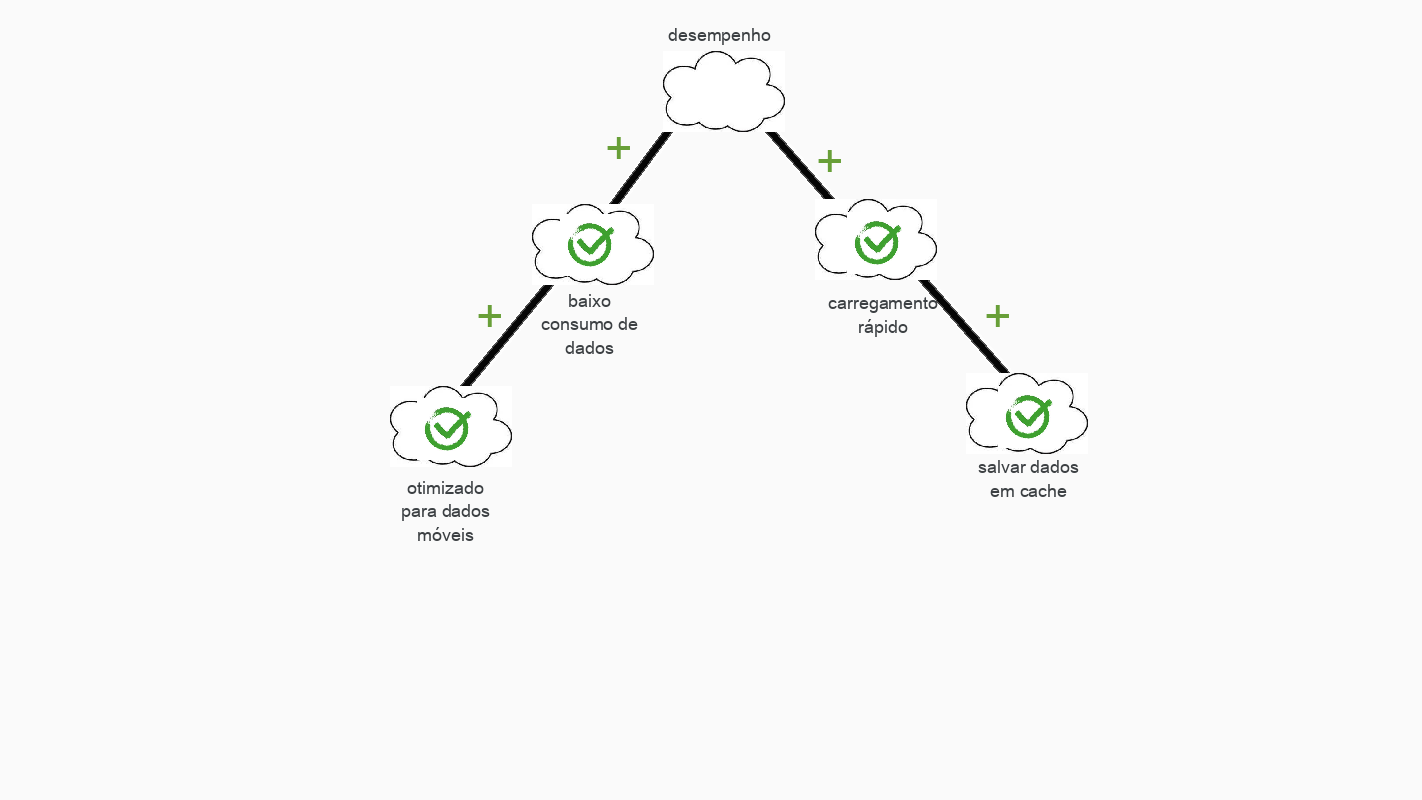 desempenho
+
+
baixo
consumo de
dados
carregamento
rápido
+
+
otimizado
para dados
móveis
salvar dados
em cache